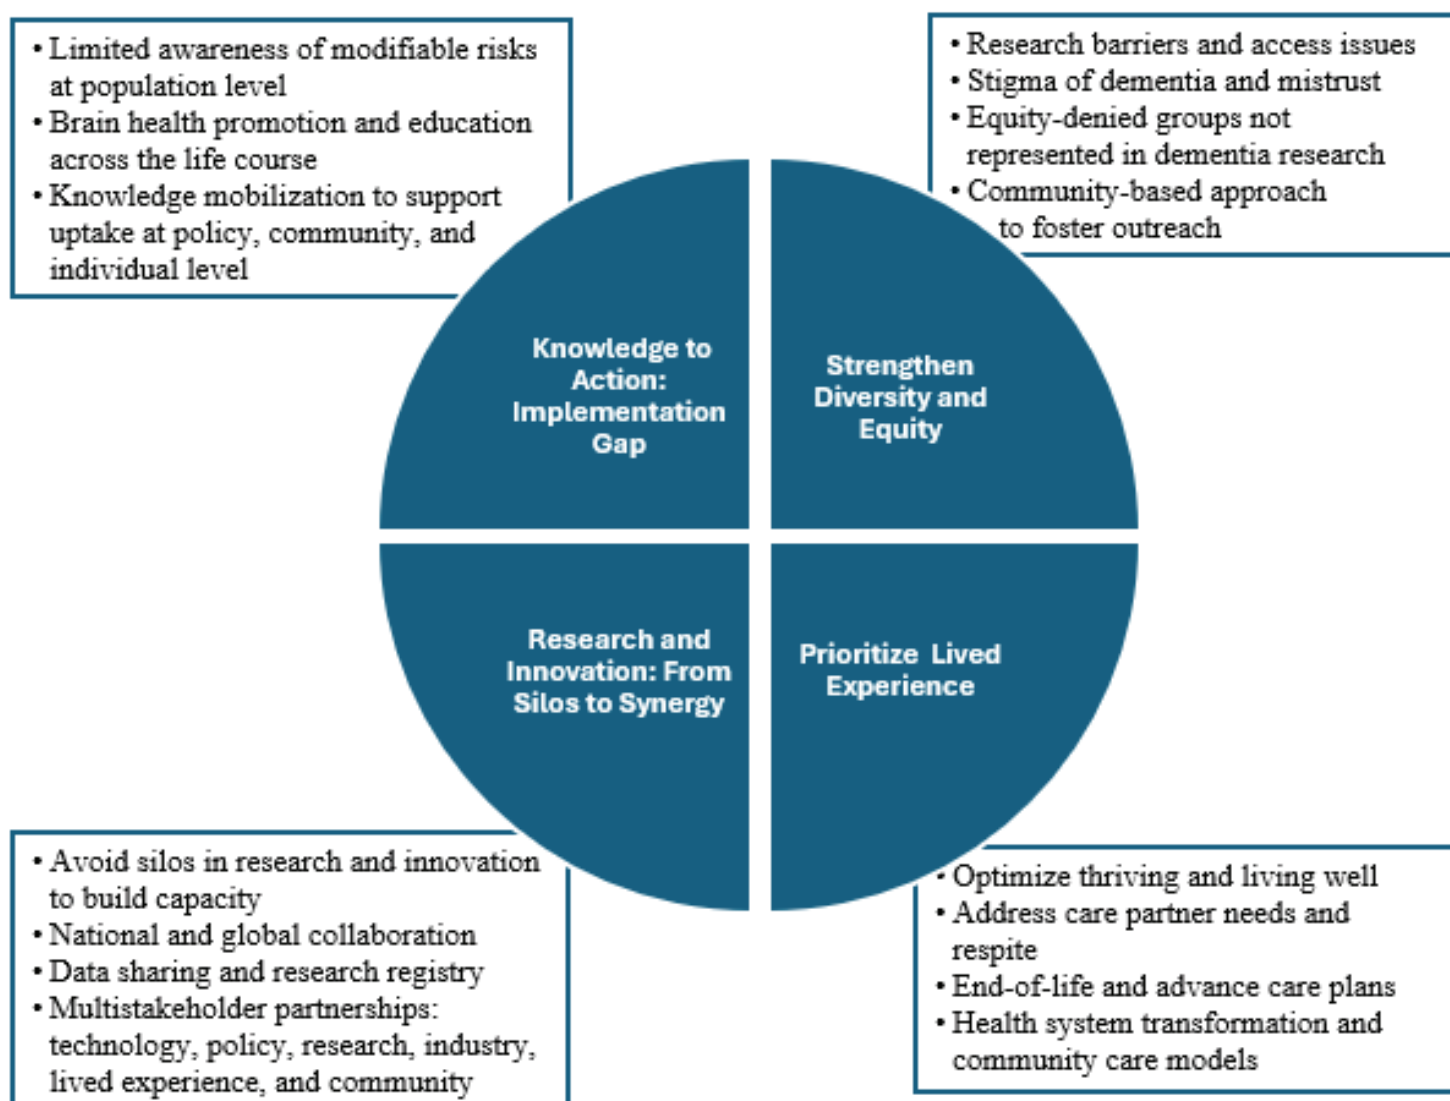 • Limited awareness of modifiable risks
at population level
• Brain health promotion and education
across the life course
• Knowledge mobilization to support
uptake at policy, community, and
individual level
• Research barriers and access issues
• Stigma of dementia and mistrust
• Equity-denied groups not
represented in dementia research
• Community-based approach
to foster outreach
Knowledge to
Action:
Implementation
Gap
Strengthen
Diversity and
Equity
Research and
Innovation: From
Silos to Synergy
Prioritize Lived
Experience
• Avoid silos in research and innovation
to build capacity
• National and global collaboration
• Data sharing and research registry
• Multistakeholder partnerships:
technology, policy, research, industry,
lived experience, and community
• Optimize thriving and living well
• Address care partner needs and
respite
• End-of-life and advance care plans
• Health system transformation and
community care models